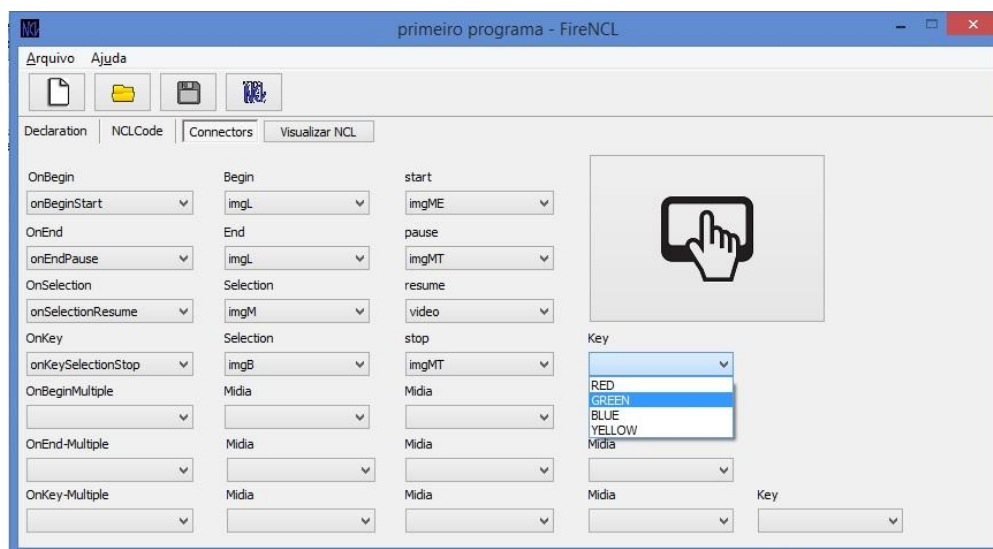 NCL primeiro programa - FireNCL
Arquivo Ajuda
NCL
Declaration NCLCode Connectors Visualizar NCL
OnBegin Begin start
onBeginStart imgL imgME
OnEnd End pause
onEndPause imgL imgMT
OnSelection Selection resume
onSelectionResume imgM video
OnKey Selection stop Key
onKeySelectionStop imgB imgMT
RED
OnBeginMultiple Midia Midia GREEN
BLUE
YELLOW
OnEnd-Multiple Midia Midia Midia
OnKey-Multiple Midia Midia Midia Key